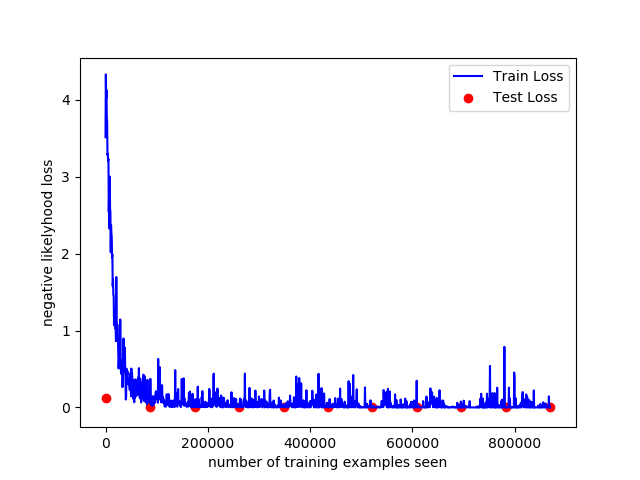 Train Loss
Test Loss
4
3
2
1
0
negative likelyhood loss
0
200000
400000
600000
800000
number of training examples seen